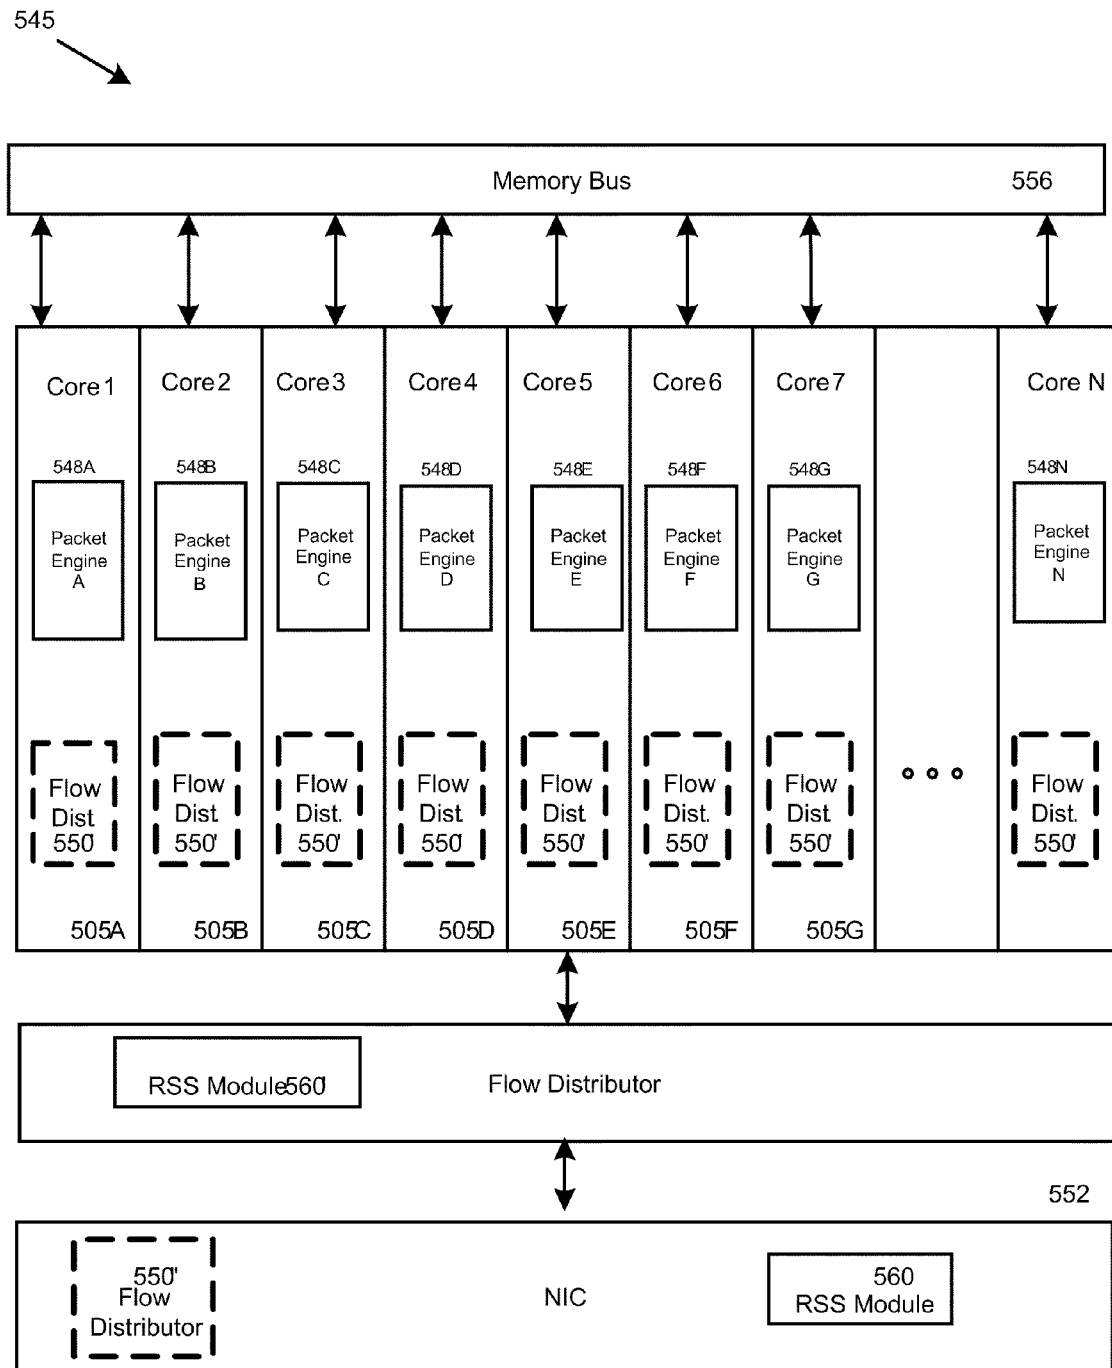 545
Memory Bus 556
Core 1 Core 2 Core 3 Core 4 Core 5 Core 6 Core 7 Core N
548A 548B 548C 548D 548E 548F 548G 548N
Packet Engine A
Packet Engine B
Packet Engine C
Packet Engine D
Packet Engine E
Packet Engine F
Packet Engine G
Packet Engine N
Flow Dist. 550'
Flow Dist. 550'
Flow Dist. 550'
Flow Dist. 550'
Flow Dist. 550'
Flow Dist. 550'
Flow Dist. 550'
Flow Dist. 550'
505A 505B 505C 505D 505E 505F 505G
RSS Module 560' Flow Distributor
552
550"
Flow
Distributor
NIC
560
RSS Module